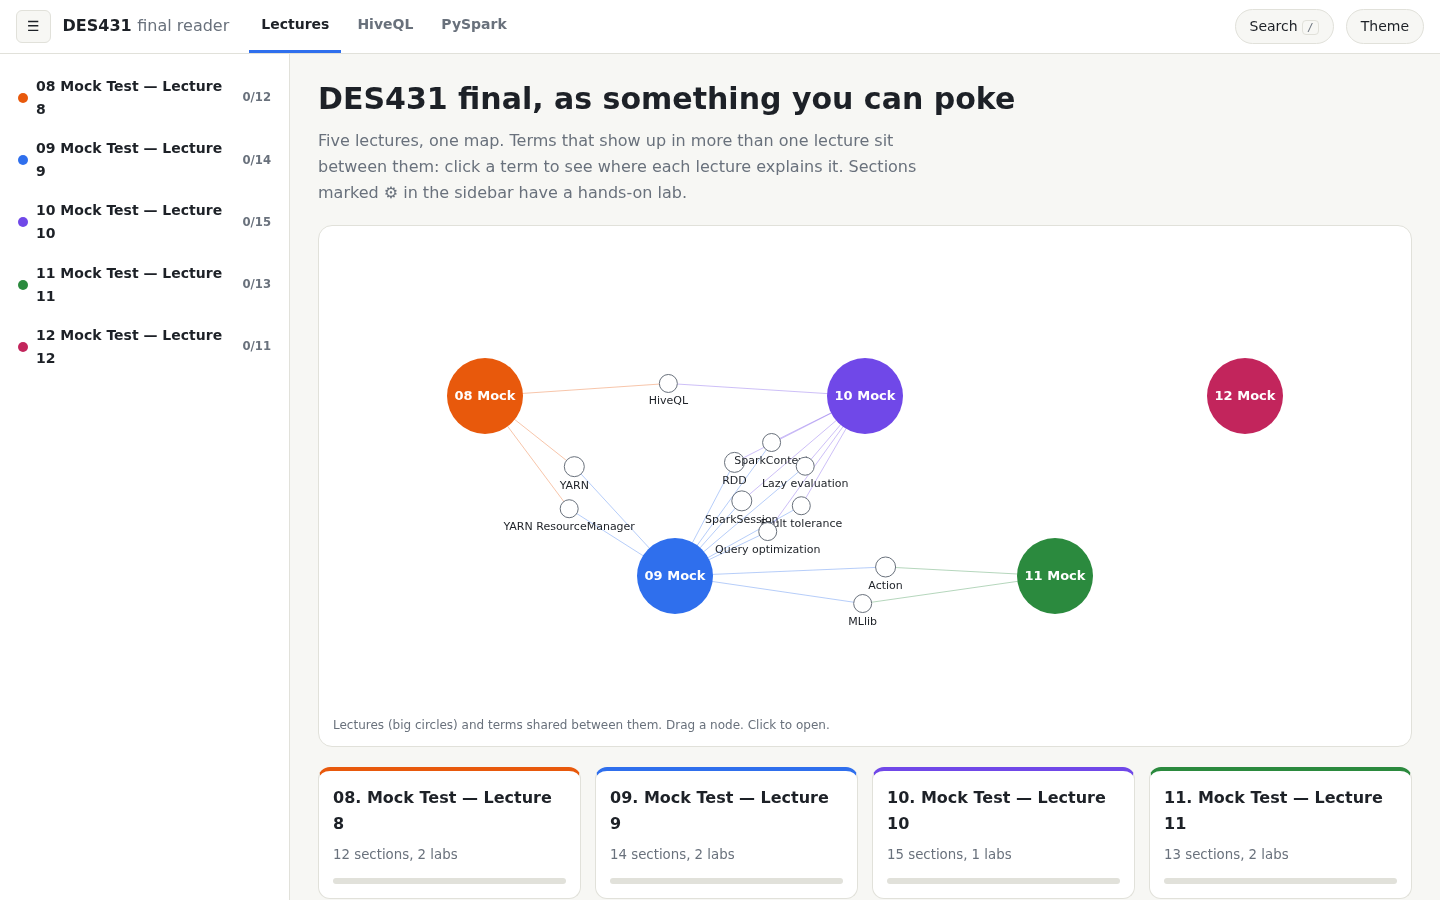 ☰ DES431 final reader Lectures HiveQL PySpark Search / Theme
08 Mock Test — Lecture
8
0/12
09 Mock Test — Lecture
9
0/14
10 Mock Test — Lecture
10
0/15
11 Mock Test — Lecture
11
0/13
12 Mock Test — Lecture
12
0/11
DES431 final, as something you can poke
Five lectures, one map. Terms that show up in more than one lecture sit
between them: click a term to see where each lecture explains it. Sections
marked ⚙ in the sidebar have a hands-on lab.
08 Mock
HiveQL
10 Mock
12 Mock
YARN
YARN ResourceManager
RDD
Lazy evaluation
SparkSession
Query optimization
09 Mock
Action
MLlib
11 Mock
Lectures (big circles) and terms shared between them. Drag a node. Click to open.
08. Mock Test — Lecture
8
12 sections, 2 labs
09. Mock Test — Lecture
9
14 sections, 2 labs
10. Mock Test — Lecture
10
15 sections, 1 labs
11. Mock Test — Lecture
11
13 sections, 2 labs